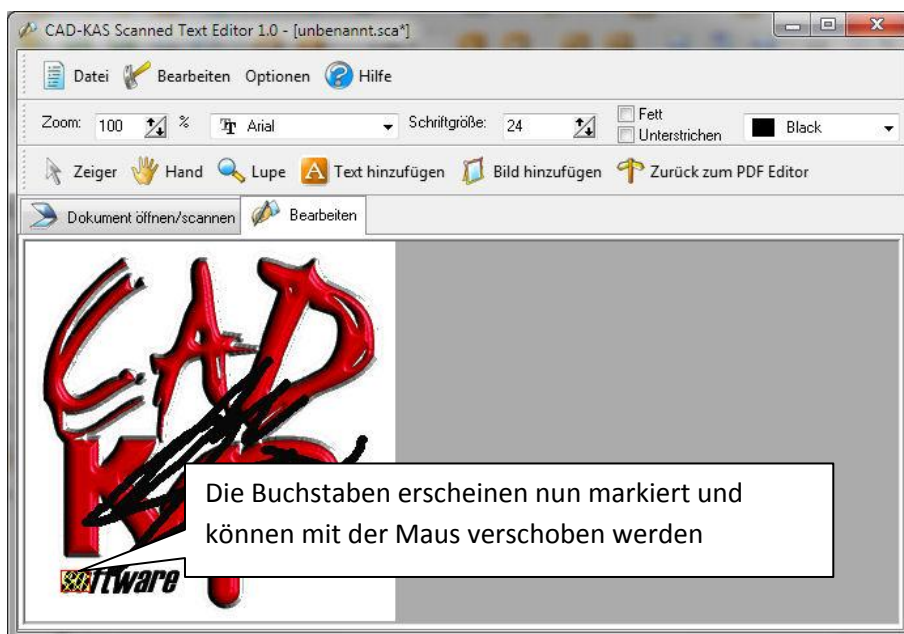 CAD-KAS Scanned Text Editor 1.0 - [unbenannt.sca*]
Datei Bearbeiten Optionen Hilfe
Zoom: 100 % Arial Schriftgröße: 24 Fett Unterstrichen Black
Zeiger Hand Lupe Text hinzufügen Bild hinzufügen Zurück zum PDF Editor
Dokument öffnen/scannen Bearbeiten
CAD
Die Buchstaben erscheinen nun markiert und
können mit der Maus verschoben werden
software